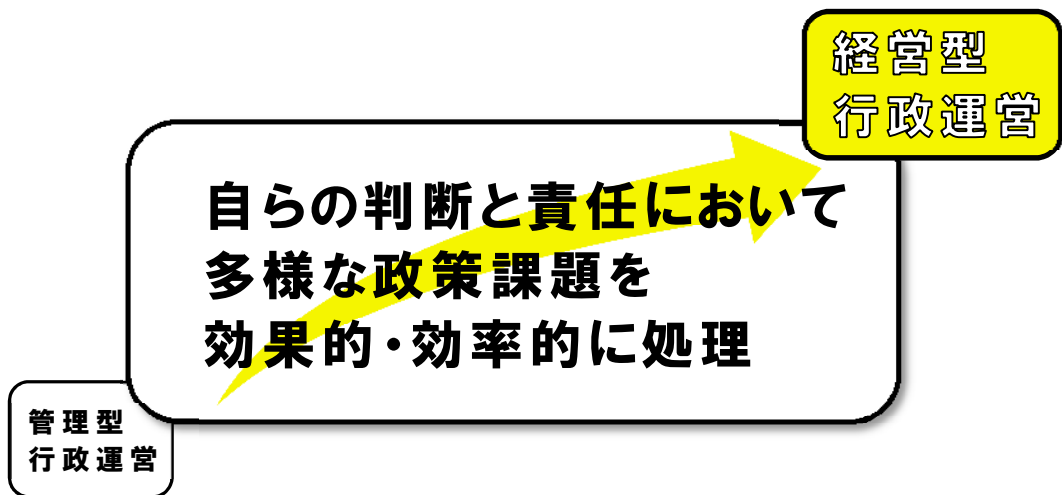 経営型
行政運営
自らの判断と責任において
多様な政策課題を
効果的・効率的に処理
管理型
行政運営